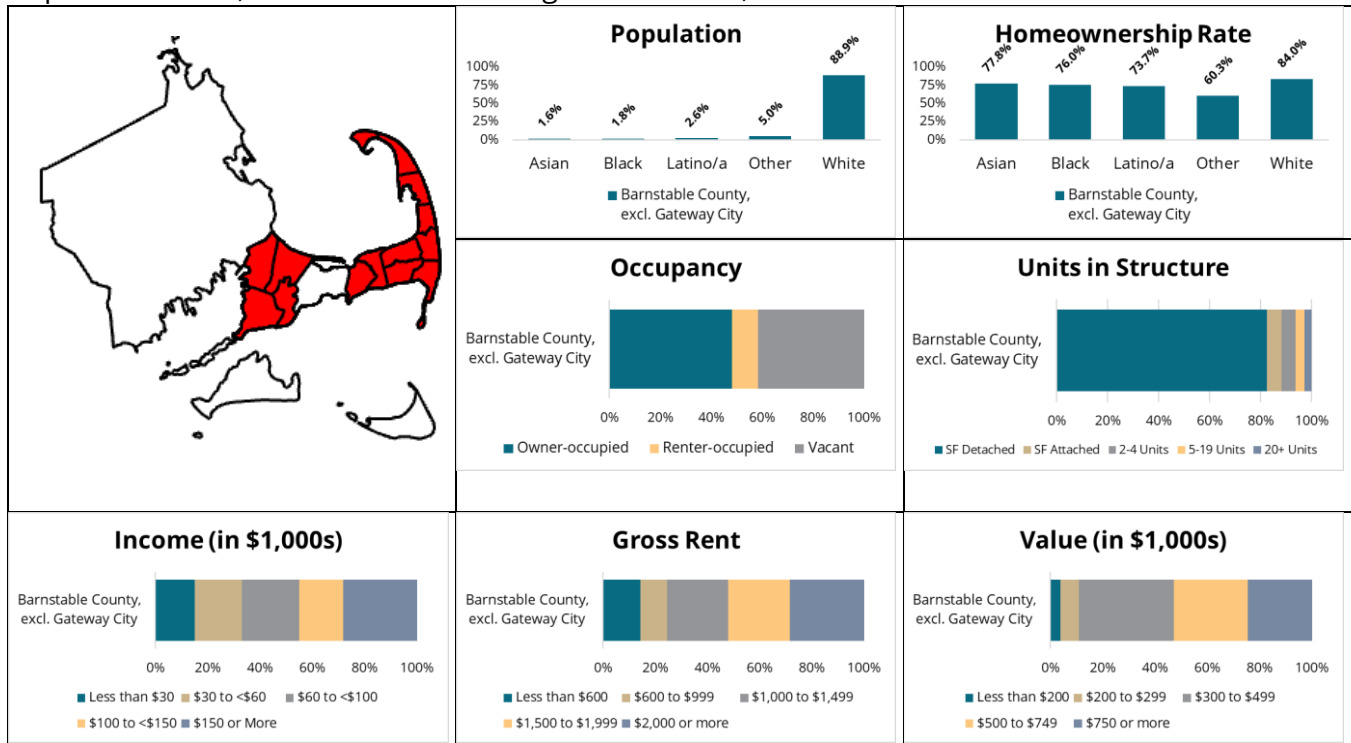 Population
100%
75%
50%
25%
0%
1.6%
1.8%
2.6%
5.0%
88.9%
Asian Black Latino/a Other White
Barnstable County,
excl. Gateway City
Homeownership Rate
100%
75%
50%
25%
0%
77.8%
76.0%
73.7%
60.3%
84.0%
Asian Black Latino/a Other White
Barnstable County,
excl. Gateway City
Occupancy
Barnstable County,
excl. Gateway City
0% 20% 40% 60% 80% 100%
Owner-occupied Renter-occupied Vacant
Units in Structure
Barnstable County,
excl. Gateway City
0% 20% 40% 60% 80% 100%
SF Detached SF Attached 2-4 Units 5-19 Units 20+ Units
Income (in $1,000s)
Barnstable County,
excl. Gateway City
0% 20% 40% 60% 80% 100%
Less than $30 $30 to <$60 $60 to <$100
$100 to <$150 $150 or More
Gross Rent
Barnstable County,
excl. Gateway City
0% 20% 40% 60% 80% 100%
Less than $600 $600 to $999 $1,000 to $1,499
$1,500 to $1,999 $2,000 or more
Value (in $1,000s)
Barnstable County,
excl. Gateway City
0% 20% 40% 60% 80% 100%
Less than $200 $200 to $299 $300 to $499
$500 to $749 $750 or more